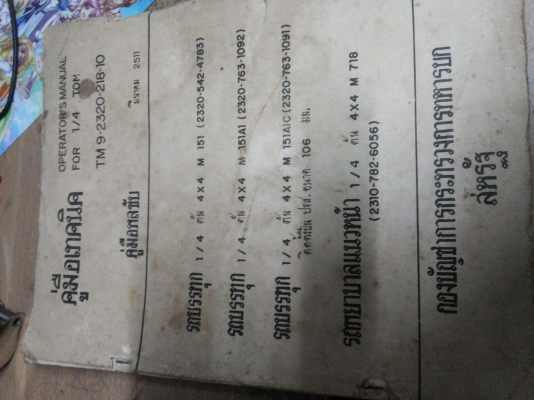 คู่มือเทคนิค
OPERATOR'S MANUAL
FOR 1/4 TON
TM 9-2320-218-10
คู่มือพลขับ
มีนาคม 2511
รถบรรทุก 1/4 ตัน 4X4 M 151 (2320-542-4783)
รถบรรทุก 1/4 ตัน 4X4 M 151A1 (2320-763-1092)
รถบรรทุก 1/4 ตัน 4X4 M 151A1C (2320-763-1091)
ติดตั้งปืน ปรส. ขนาด 106 มม.
รถพยาบาลแนวหน้า 1/4 ตัน 4X4 M 718
(2310-782-6056)
กองบัญชาการกระทรวงการทหารบก
สหรัฐ